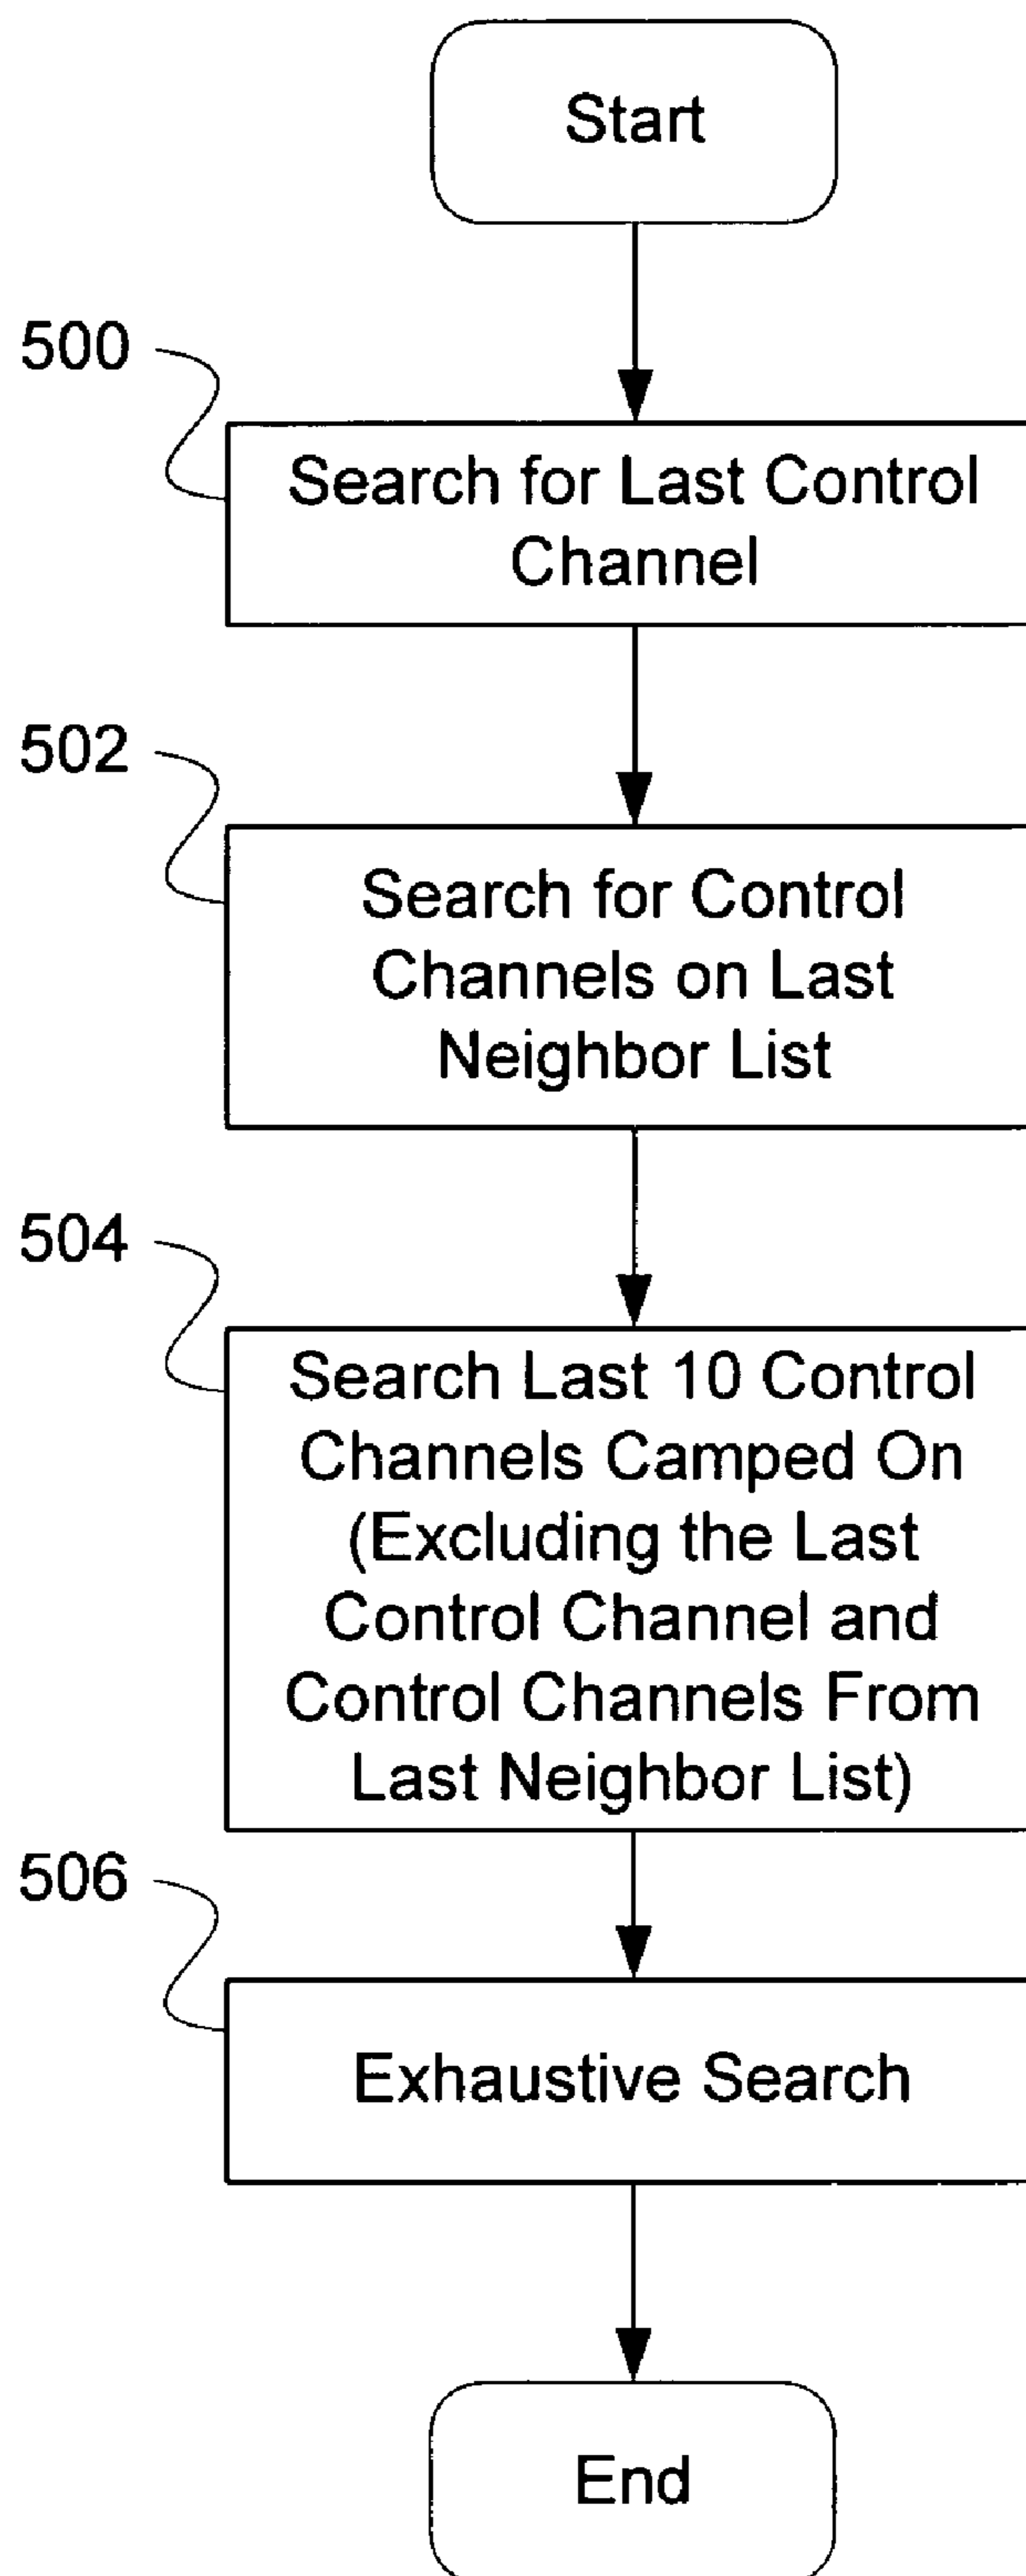 Start
500
Search for Last Control
Channel
502
Search for Control
Channels on Last
Neighbor List
504
Search Last 10 Control
Channels Camped On
(Excluding the Last
Control Channel and
Control Channels From
Last Neighbor List)
506
Exhaustive Search
End